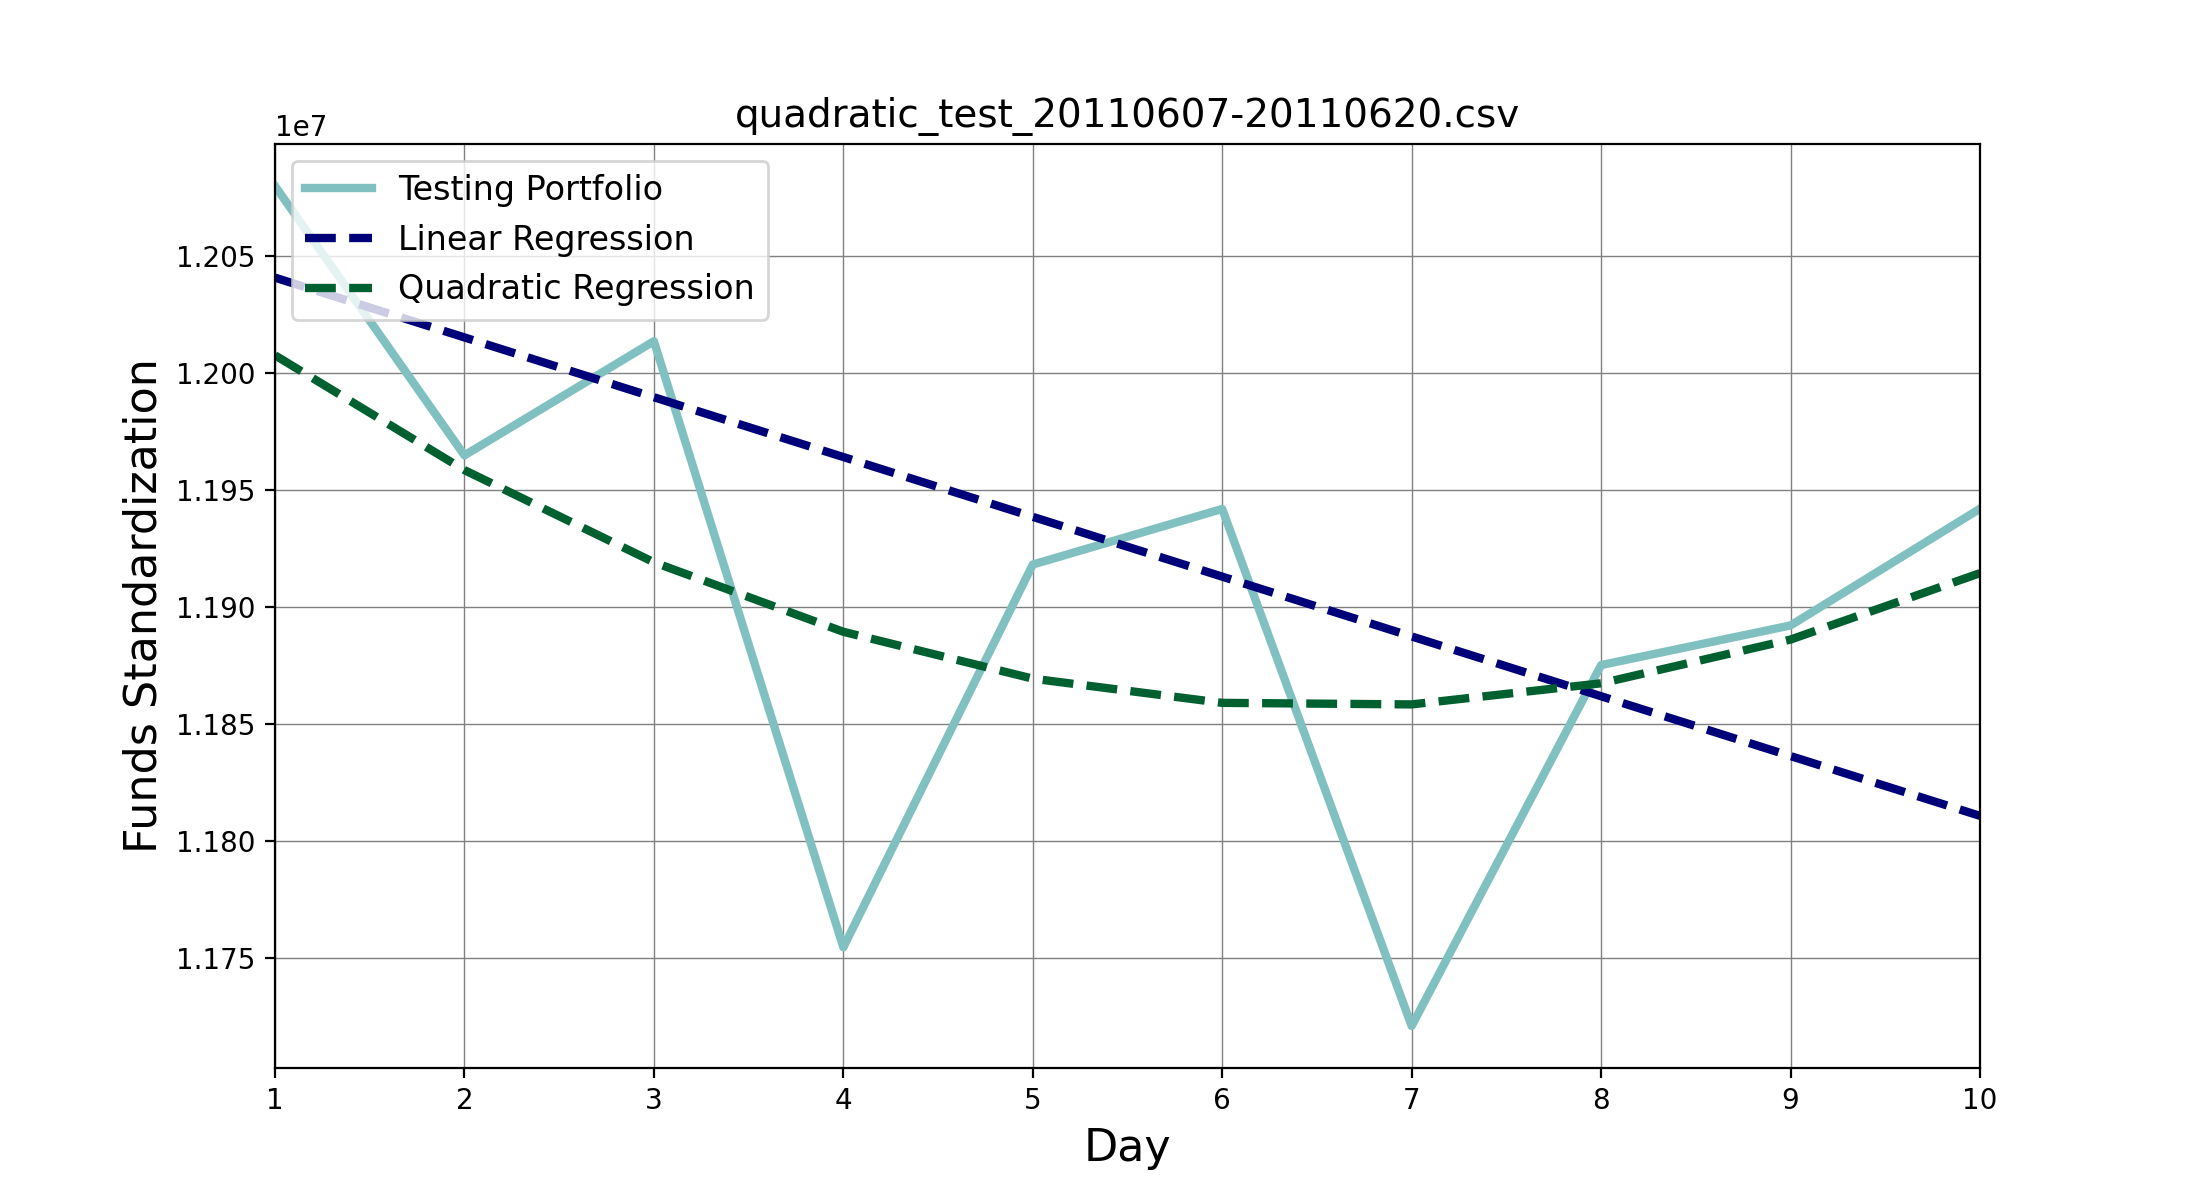 quadratic_test_20110607-20110620.csv
1e7
Testing Portfolio
Linear Regression
Quadratic Regression
Funds Standardization
1.205
1.200
1.195
1.190
1.185
1.180
1.175
1 2 3 4 5 6 7 8 9 10
Day